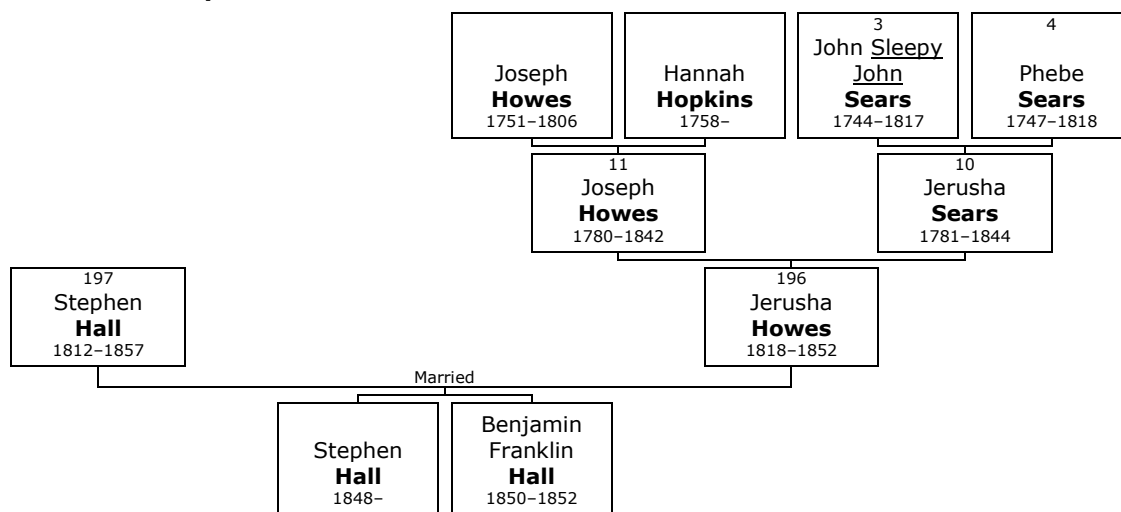 Joseph
Howes
1751–1806
Hannah
Hopkins
1758–
3
John Sleepy
John
Sears
1744–1817
4
Phebe
Sears
1747–1818
11
Joseph
Howes
1780–1842
10
Jerusha
Sears
1781–1844
197
Stephen
Hall
1812–1857
196
Jerusha
Howes
1818–1852
Married
Stephen
Hall
1848–
Benjamin
Franklin
Hall
1850–1852